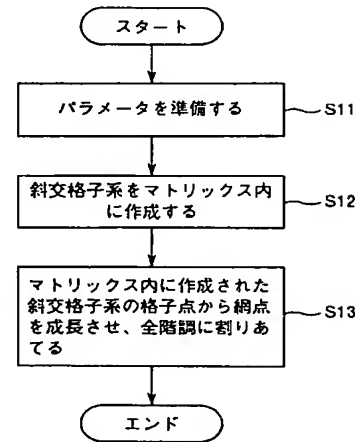 スタート
パラメータを準備する
S11
斜交格子系をマトリックス内
に作成する
S12
マトリックス内に作成された
斜交格子系の格子点から網点
を成長させ、全階調に割りあ
てる
S13
エンド